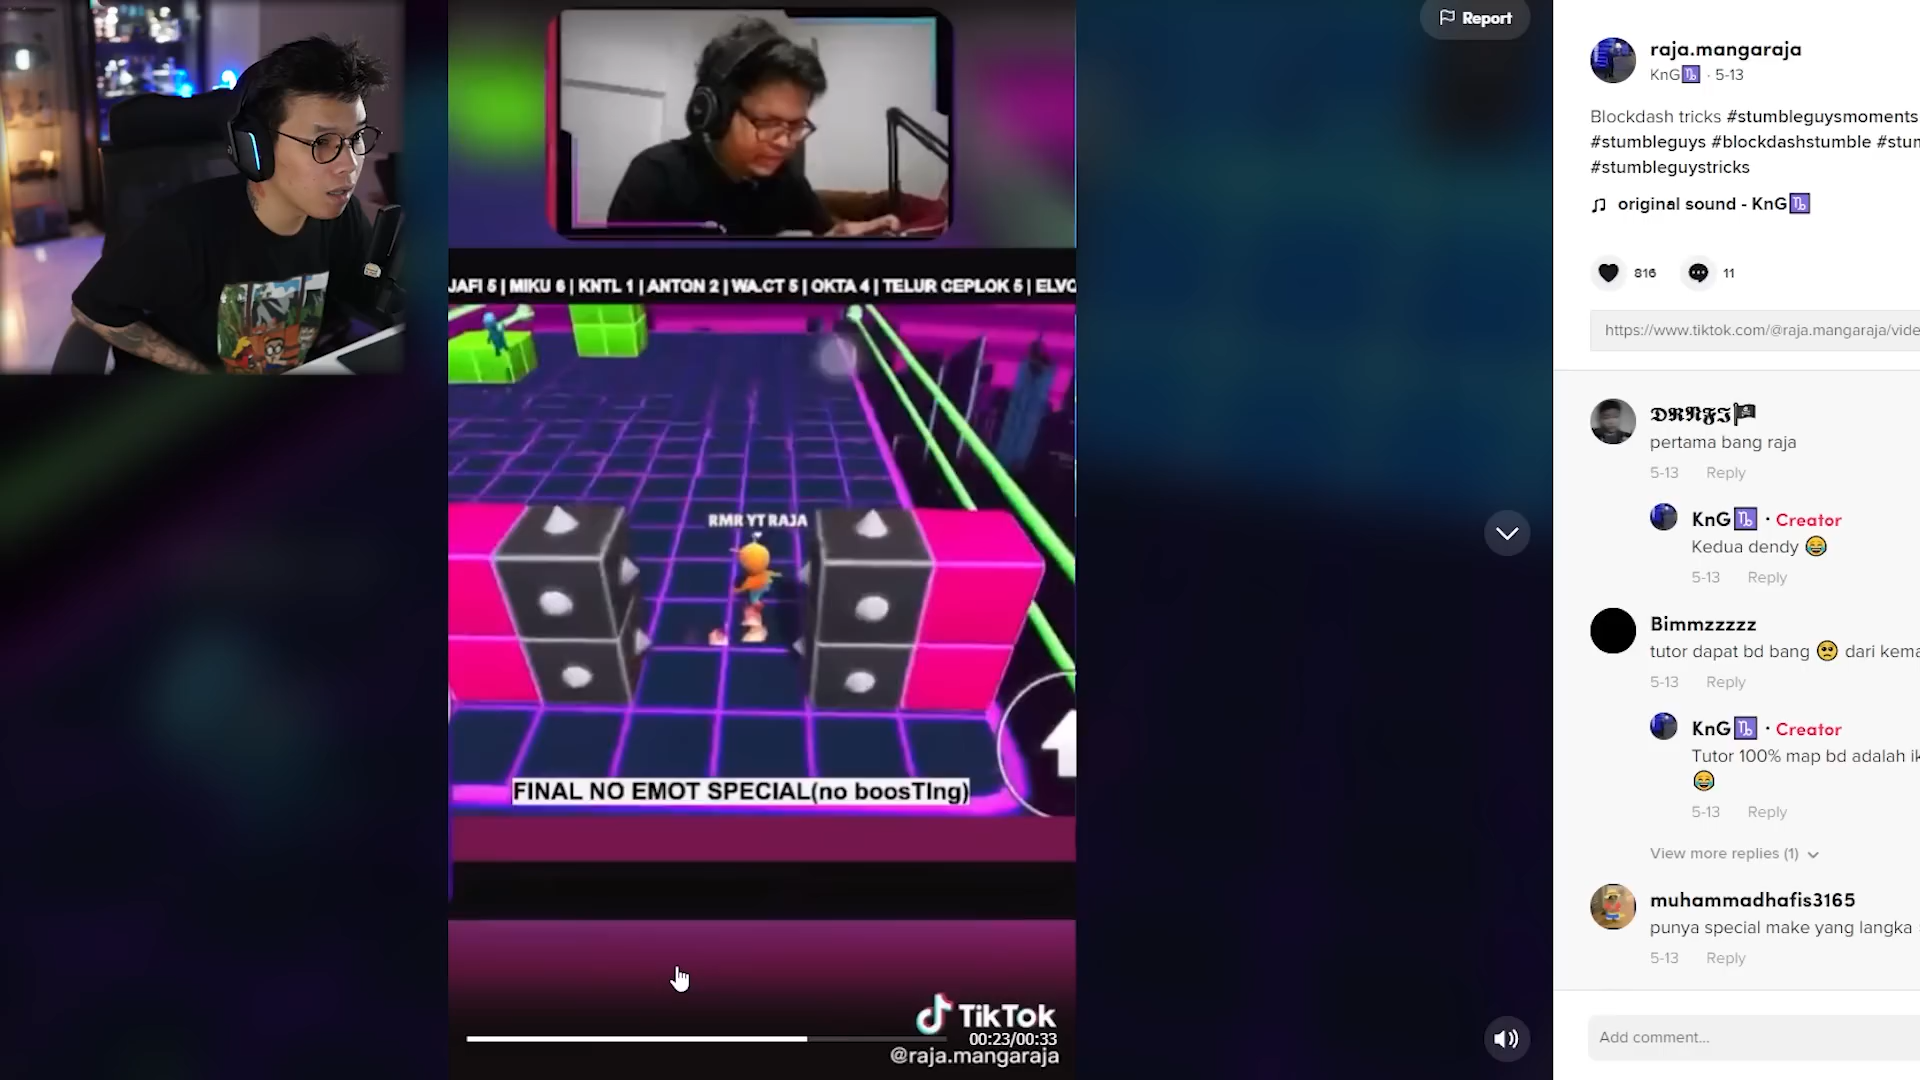 Report
raja.mangaraja
KnG♑ · 5-13
Blockdash tricks #stumbleguysmoments
#stumbleguys #blockdashstumble #stum
#stumbleguystricks
original sound - KnG♑
816
11
https://www.tiktok.com/@raja.mangaraja/vide
JAFI 5 | MIKU 6 | KNTL 1 | ANTON 2 | WA.CT 5 | OKTA 4 | TELUR CEPLOK 5 | ELVO
RMR YT RAJA
FINAL NO EMOT SPECIAL(no boosTIng)
TikTok
00:23/00:33
@raja.mangaraja
𝕯𝕽𝕹𝕱𝕴🏴‍☠️
pertama bang raja
5-13 Reply
KnG♑ · Creator
Kedua dendy 😂
5-13 Reply
Bimmzzzzz
tutor dapat bd bang 🥺 dari kema
5-13 Reply
KnG♑ · Creator
Tutor 100% map bd adalah ik
😂
5-13 Reply
View more replies (1)
muhammadhafis3165
punya special make yang langka
5-13 Reply
Add comment...